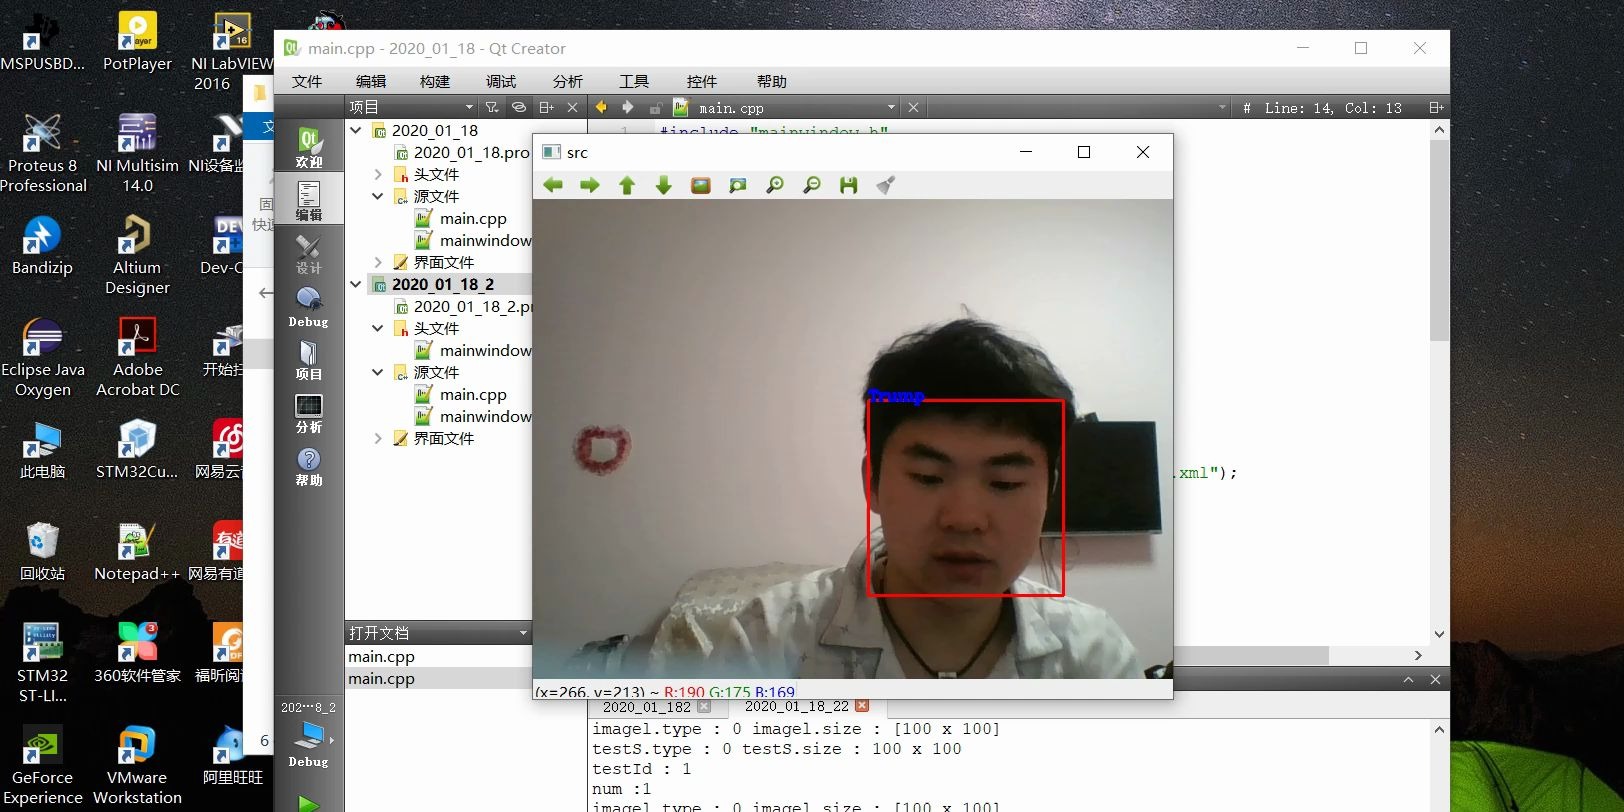 MSPUSBD...
PotPlayer
NI LabVIEW
2016
Proteus 8
Professional
NI Multisim
14.0
NI设备监
Bandizip
Altium
Designer
Dev-C
Eclipse Java
Oxygen
Adobe
Acrobat DC
开始扫
此电脑
STM32Cu...
网易云音
回收站
Notepad++
网易有道
STM32
ST-LI...
360软件管家
福昕阅读
GeForce
Experience
VMware
Workstation
阿里旺旺
main.cpp - 2020_01_18 - Qt Creator
文件 编辑 构建 调试 分析 工具 控件 帮助
项目
main.cpp
# Line: 14, Col: 13
欢迎
编辑
设计
Debug
项目
分析
帮助
202···8_2
Debug
2020_01_18
2020_01_18.pro
头文件
源文件
main.cpp
mainwindow
界面文件
2020_01_18_2
2020_01_18_2.pr
头文件
mainwindow
源文件
main.cpp
mainwindow
界面文件
打开文档
main.cpp
main.cpp
1 #include "mainwindow.h"
.xml");
src
Trump
(x=266, y=213) ~ R:190 G:175 B:169
2020_01_182
2020_01_18_22
image1.type : 0 image1.size : [100 x 100]
testS.type : 0 testS.size : 100 x 100
testId : 1
num :1
image1.type : 0 image1.size : [100 x 100]